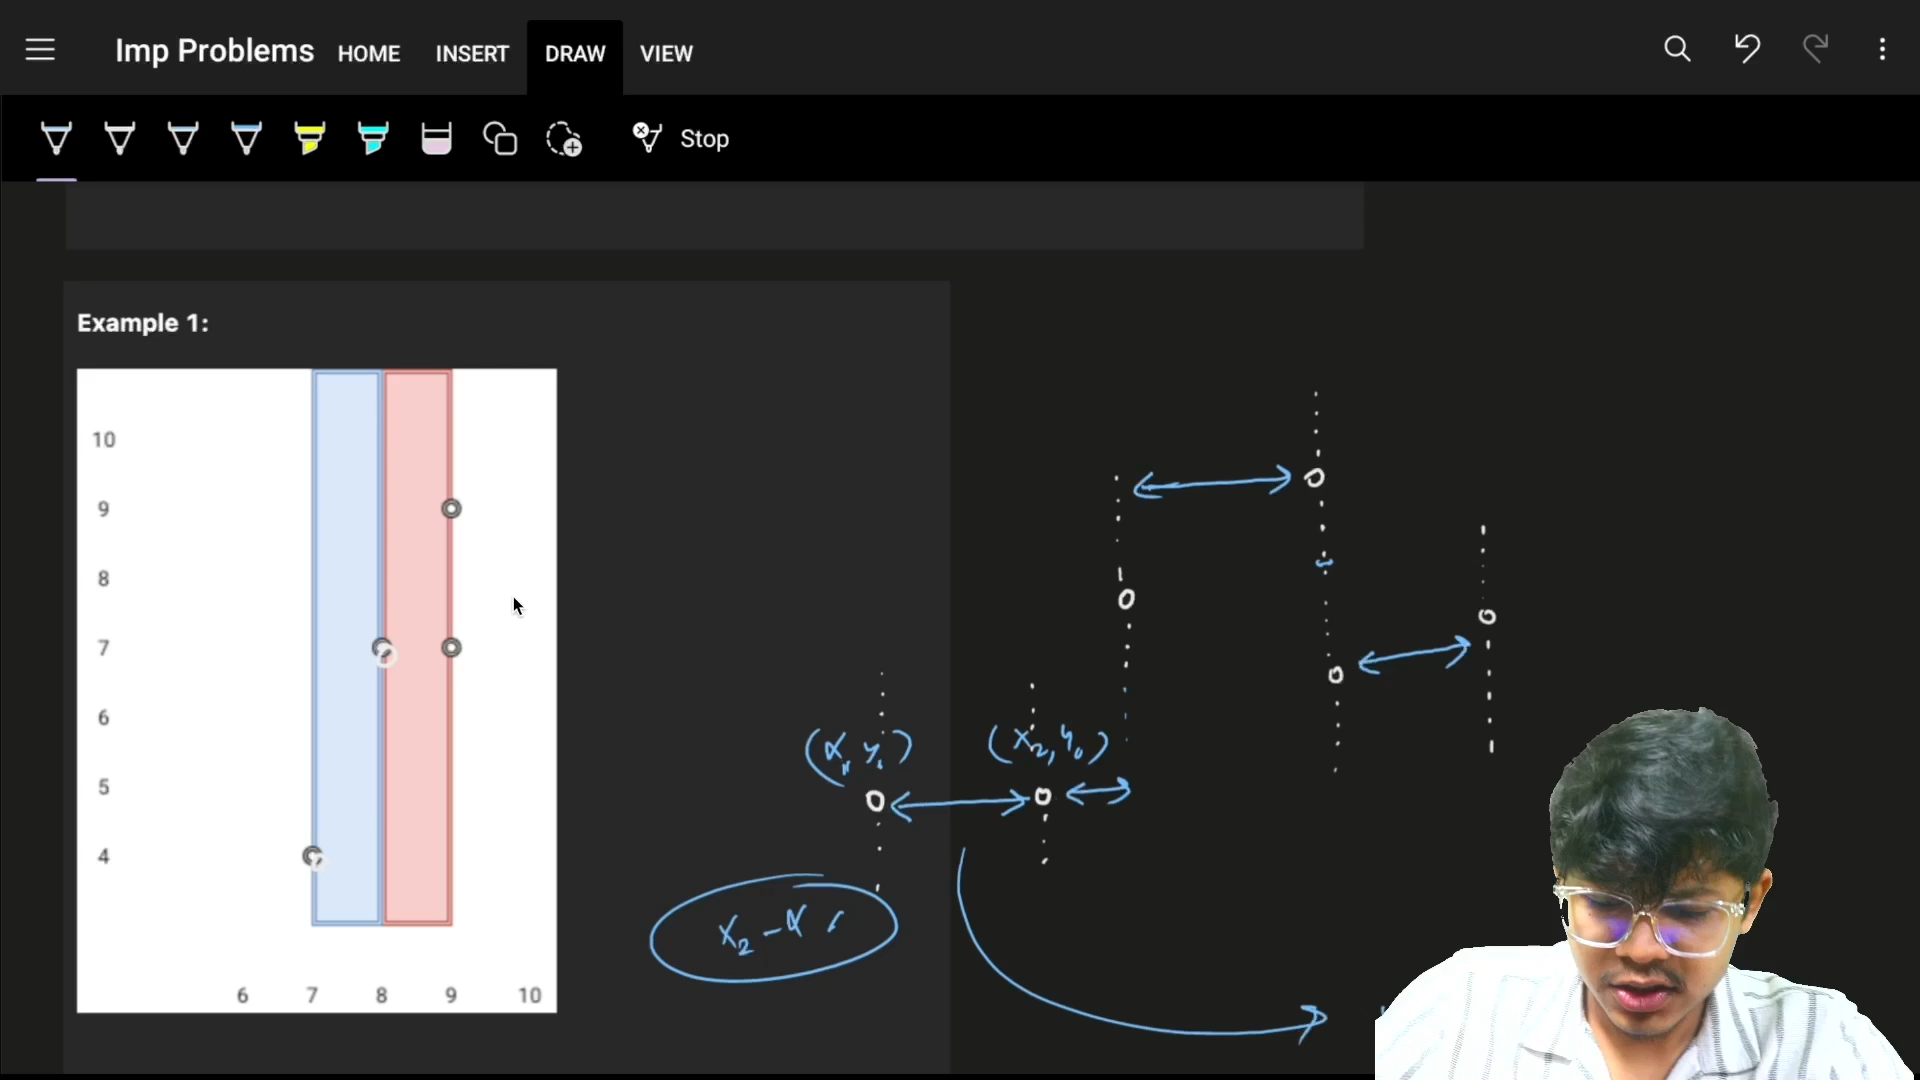 Imp Problems HOME INSERT DRAW VIEW
Stop
Example 1:
10
9
8
7
6
5
4
6 7 8 9 10
(x₁, y₁) (x₂, y₀)
x₂ - x₁